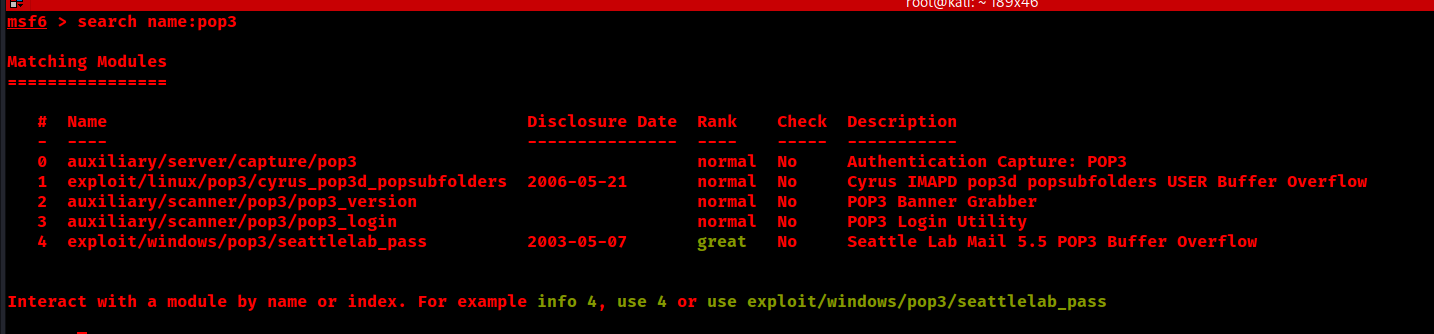 root@kali: ~ 189x46
msf6 > search name:pop3
Matching Modules
================
# Name Disclosure Date Rank Check Description
- ---- --------------- ---- ----- -----------
0 auxiliary/server/capture/pop3 normal No Authentication Capture: POP3
1 exploit/linux/pop3/cyrus_pop3d_popsubfolders 2006-05-21 normal No Cyrus IMAPD pop3d popsubfolders USER Buffer Overflow
2 auxiliary/scanner/pop3/pop3_version normal No POP3 Banner Grabber
3 auxiliary/scanner/pop3/pop3_login normal No POP3 Login Utility
4 exploit/windows/pop3/seattlelab_pass 2003-05-07 great No Seattle Lab Mail 5.5 POP3 Buffer Overflow
Interact with a module by name or index. For example info 4, use 4 or use exploit/windows/pop3/seattlelab_pass